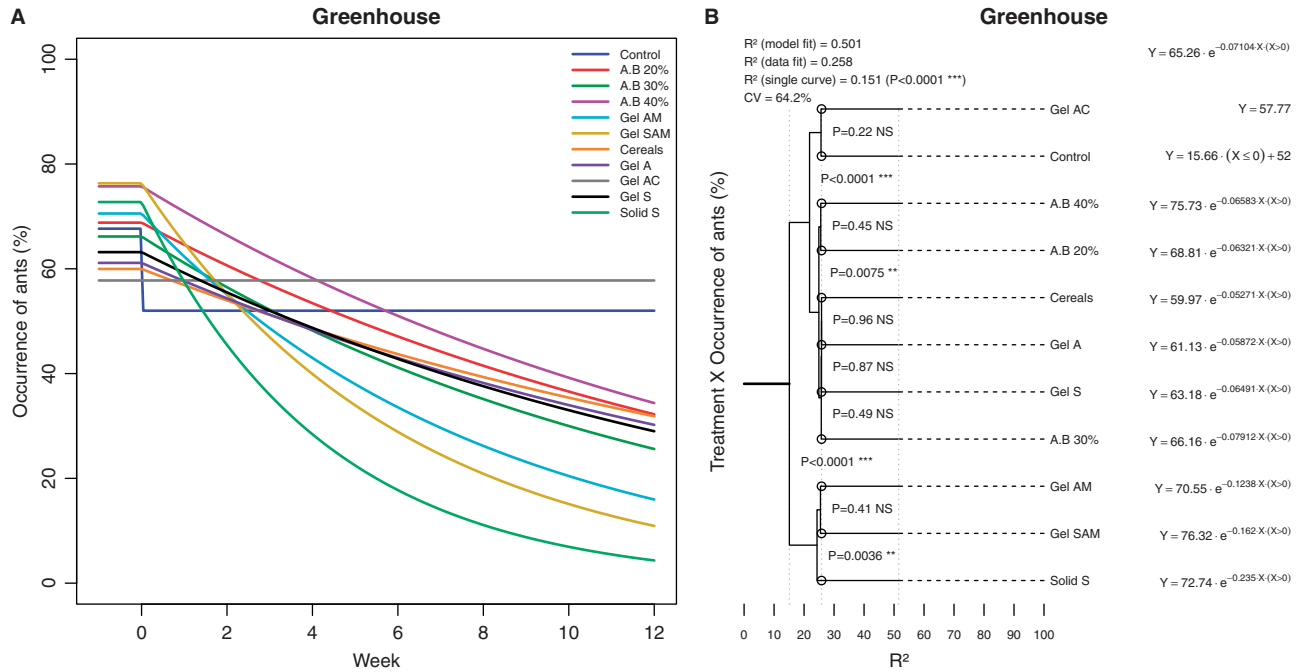 A
Greenhouse
Occurrence of ants (%)
100
80
60
40
20
0
Control
A.B 20%
A.B 30%
A.B 40%
Gel AM
Gel SAM
Cereals
Gel A
Gel AC
Gel S
Solid S
0 2 4 6 8 10 12
Week
B
Greenhouse
R² (model fit) = 0.501
R² (data fit) = 0.258
R² (single curve) = 0.151 (P<0.0001 ***)
CV = 64.2%
Y = 65.26 · e^−0.07104·X·(X>0)
Treatment X Occurrence of ants (%)
Gel AC Y = 57.77
P=0.22 NS
Control Y = 15.66 · (X ≤ 0) + 52
P<0.0001 ***
A.B 40% Y = 75.73 · e^−0.06583·X·(X>0)
P=0.45 NS
A.B 20% Y = 68.81 · e^−0.06321·X·(X>0)
P=0.0075 **
Cereals Y = 59.97 · e^−0.05271·X·(X>0)
P=0.96 NS
Gel A Y = 61.13 · e^−0.05872·X·(X>0)
P=0.87 NS
Gel S Y = 63.18 · e^−0.06491·X·(X>0)
P=0.49 NS
A.B 30% Y = 66.16 · e^−0.07912·X·(X>0)
P<0.0001 ***
Gel AM Y = 70.55 · e^−0.1238·X·(X>0)
P=0.41 NS
Gel SAM Y = 76.32 · e^−0.162·X·(X>0)
P=0.0036 **
Solid S Y = 72.74 · e^−0.235·X·(X>0)
0 10 20 30 40 50 60 70 80 90 100
R²